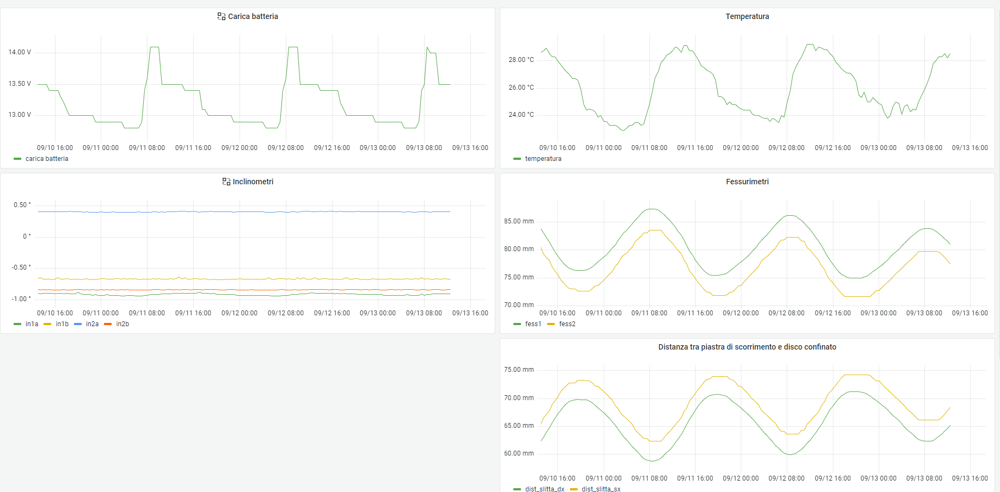 Carica batteria
14.00 V
13.50 V
13.00 V
09/10 16:00 09/11 00:00 09/11 08:00 09/11 16:00 09/12 00:00 09/12 08:00 09/12 16:00 09/13 00:00 09/13 08:00 09/13 16:00
carica batteria
Temperatura
28.00 °C
26.00 °C
24.00 °C
09/10 16:00 09/11 00:00 09/11 08:00 09/11 16:00 09/12 00:00 09/12 08:00 09/12 16:00 09/13 00:00 09/13 08:00 09/13 16:00
temperatura
Inclinometri
0.50 °
0 °
-0.50 °
-1.00 °
09/10 16:00 09/11 00:00 09/11 08:00 09/11 16:00 09/12 00:00 09/12 08:00 09/12 16:00 09/13 00:00 09/13 08:00 09/13 16:00
in1a in1b in2a in2b
Fessurimetri
85.00 mm
80.00 mm
75.00 mm
70.00 mm
09/10 16:00 09/11 00:00 09/11 08:00 09/11 16:00 09/12 00:00 09/12 08:00 09/12 16:00 09/13 00:00 09/13 08:00 09/13 16:00
fess1 fess2
Distanza tra piastra di scorrimento e disco confinato
75.00 mm
70.00 mm
65.00 mm
60.00 mm
09/10 16:00 09/11 00:00 09/11 08:00 09/11 16:00 09/12 00:00 09/12 08:00 09/12 16:00 09/13 00:00 09/13 08:00 09/13 16:00
dist_slitta_dx dist_slitta_sx